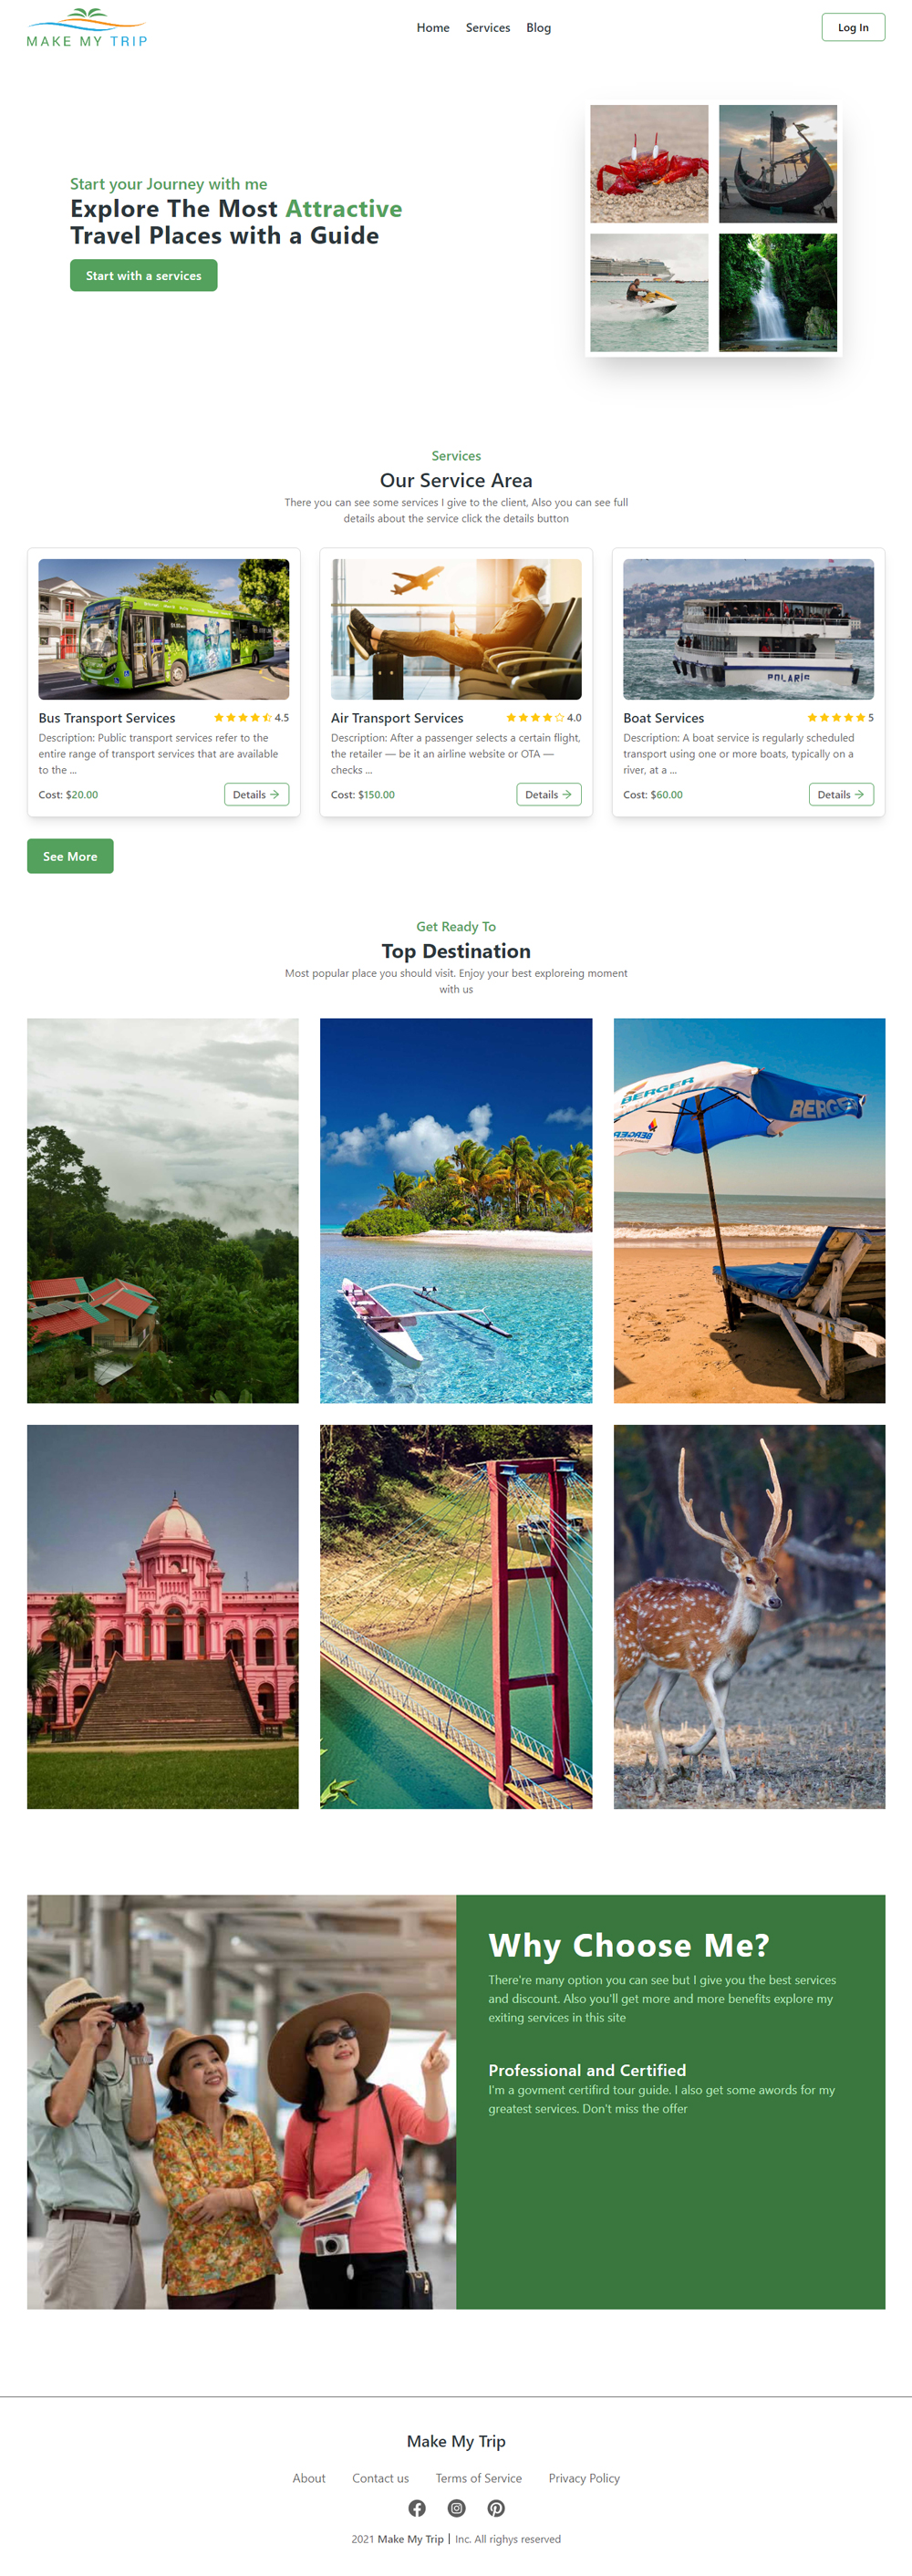 MAKE MY TRIP
Home Services Blog
Log In
Start your Journey with me
Explore The Most Attractive
Travel Places with a Guide
Start with a services
Services
Our Service Area
There you can see some services I give to the client, Also you can see full
details about the service click the details button
Bus Transport Services 4.5
Description: Public transport services refer to the
entire range of transport services that are available
to the ...
Cost: $20.00 Details
Air Transport Services 4.0
Description: After a passenger selects a certain flight,
the retailer — be it an airline website or OTA —
checks ...
Cost: $150.00 Details
POLARIS
Boat Services 5
Description: A boat service is regularly scheduled
transport using one or more boats, typically on a
river, at a ...
Cost: $60.00 Details
See More
Get Ready To
Top Destination
Most popular place you should visit. Enjoy your best exploreing moment
with us
BERGER
BERGER
BERGER
Why Choose Me?
There're many option you can see but I give you the best services
and discount. Also you'll get more and more benefits explore my
exiting services in this site
Professional and Certified
I'm a govment certifird tour guide. I also get some awords for my
greatest services. Don't miss the offer
Make My Trip
About Contact us Terms of Service Privacy Policy
2021 Make My Trip | Inc. All righys reserved